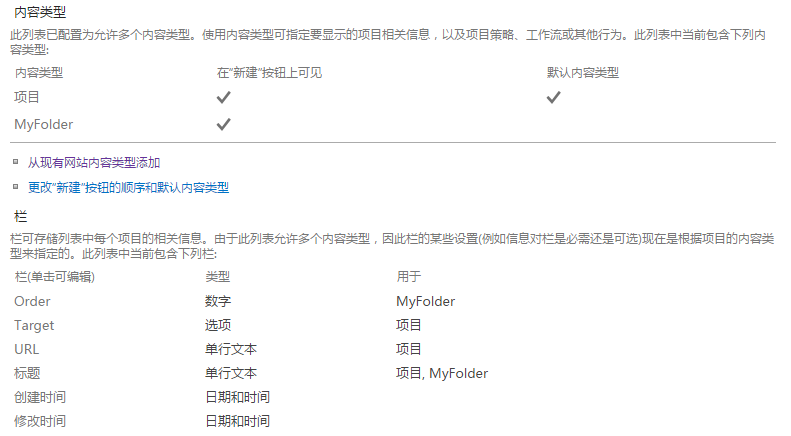 内容类型
此列表已配置为允许多个内容类型。使用内容类型可指定要显示的项目相关信息，以及项目策略、工作流或其他行为。此列表中当前包含下列内
容类型:
内容类型 在"新建"按钮上可见 默认内容类型
项目
MyFolder
从现有网站内容类型添加
更改"新建"按钮的顺序和默认内容类型
栏
栏可存储列表中每个项目的相关信息。由于此列表允许多个内容类型，因此栏的某些设置(例如信息对栏是必需还是可选)现在是根据项目的内容类
型来指定的。此列表中当前包含下列栏:
栏(单击可编辑) 类型 用于
Order 数字 MyFolder
Target 选项 项目
URL 单行文本 项目
标题 单行文本 项目, MyFolder
创建时间 日期和时间
修改时间 日期和时间